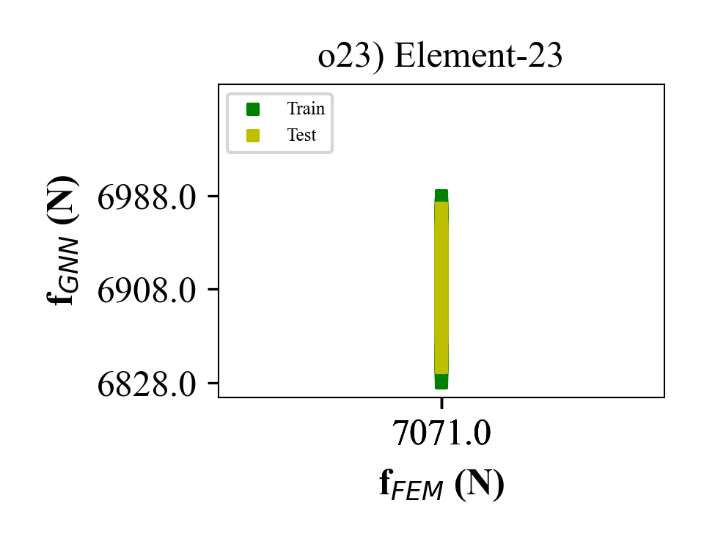 o23) Element-23
Train
Test
6988.0
6908.0
6828.0
f_GNN (N)
7071.0
f_FEM (N)